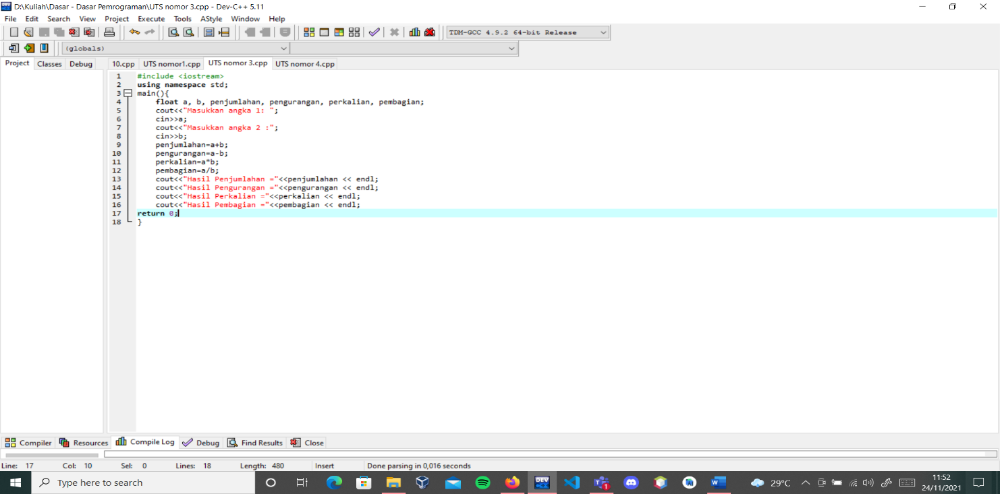 D:\Kuliah\Dasar - Dasar Pemrograman\UTS nomor 3.cpp - Dev-C++ 5.11
File Edit Search View Project Execute Tools AStyle Window Help
TDM-GCC 4.9.2 64-bit Release
(globals)
Project Classes Debug 10.cpp UTS nomor1.cpp UTS nomor 3.cpp UTS nomor 4.cpp
1 #include <iostream>
2 using namespace std;
3 main(){
4 float a, b, penjumlahan, pengurangan, perkalian, pembagian;
5 cout<<"Masukkan angka 1: ";
6 cin>>a;
7 cout<<"Masukkan angka 2 :";
8 cin>>b;
9 penjumlahan=a+b;
10 pengurangan=a-b;
11 perkalian=a*b;
12 pembagian=a/b;
13 cout<<"Hasil Penjumlahan ="<<penjumlahan << endl;
14 cout<<"Hasil Pengurangan ="<<pengurangan << endl;
15 cout<<"Hasil Perkalian ="<<perkalian << endl;
16 cout<<"Hasil Pembagian ="<<pembagian << endl;
17 return 0;
18 }
Compiler Resources Compile Log Debug Find Results Close
Line: 17 Col: 10 Sel: 0 Lines: 18 Length: 480 Insert Done parsing in 0,016 seconds
Type here to search
DEV
1
29°C
11:52
24/11/2021